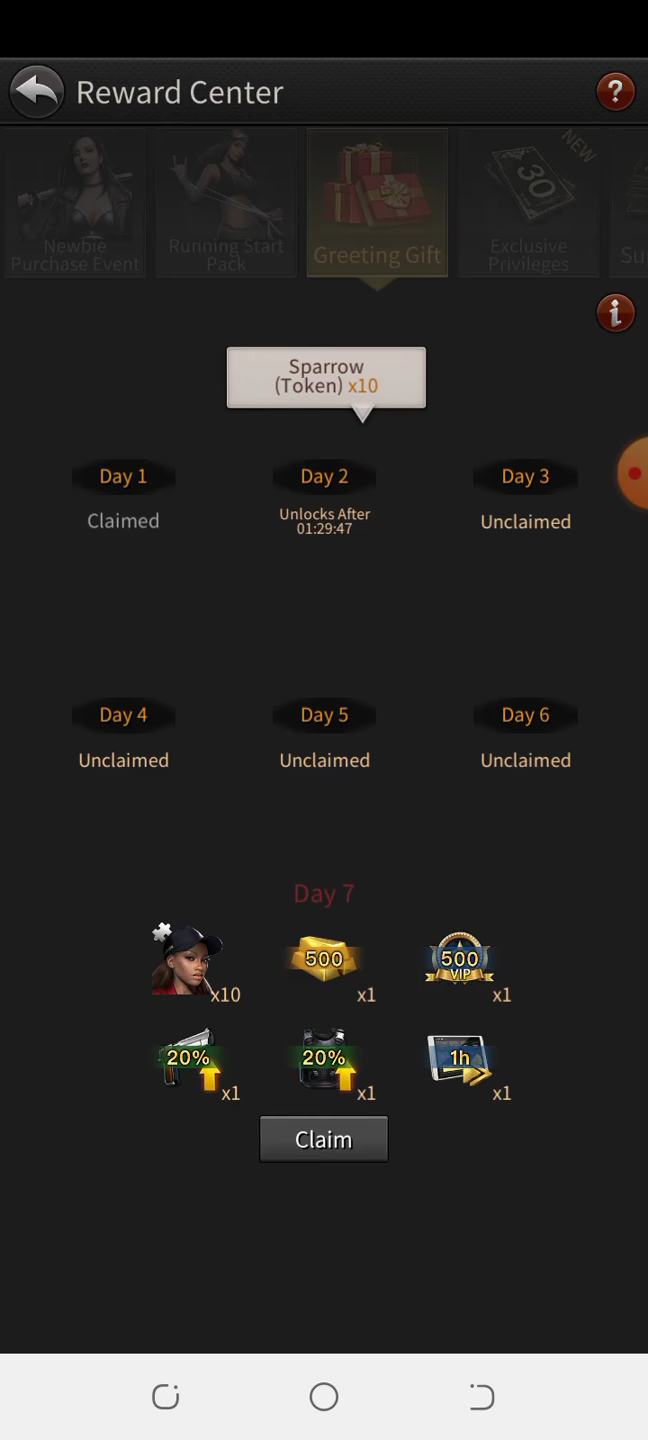 Reward Center
?
Newbie
Purchase Event
Running Start
Pack
Greeting Gift
30
NEW
Exclusive
Privileges
Su
i
Sparrow
(Token) x10
Day 1
Claimed
Day 2
Unlocks After
01:29:47
Day 3
Unclaimed
Day 4
Unclaimed
Day 5
Unclaimed
Day 6
Unclaimed
Day 7
x10
500
x1
500
VIP
x1
20%
x1
20%
x1
1h
x1
Claim